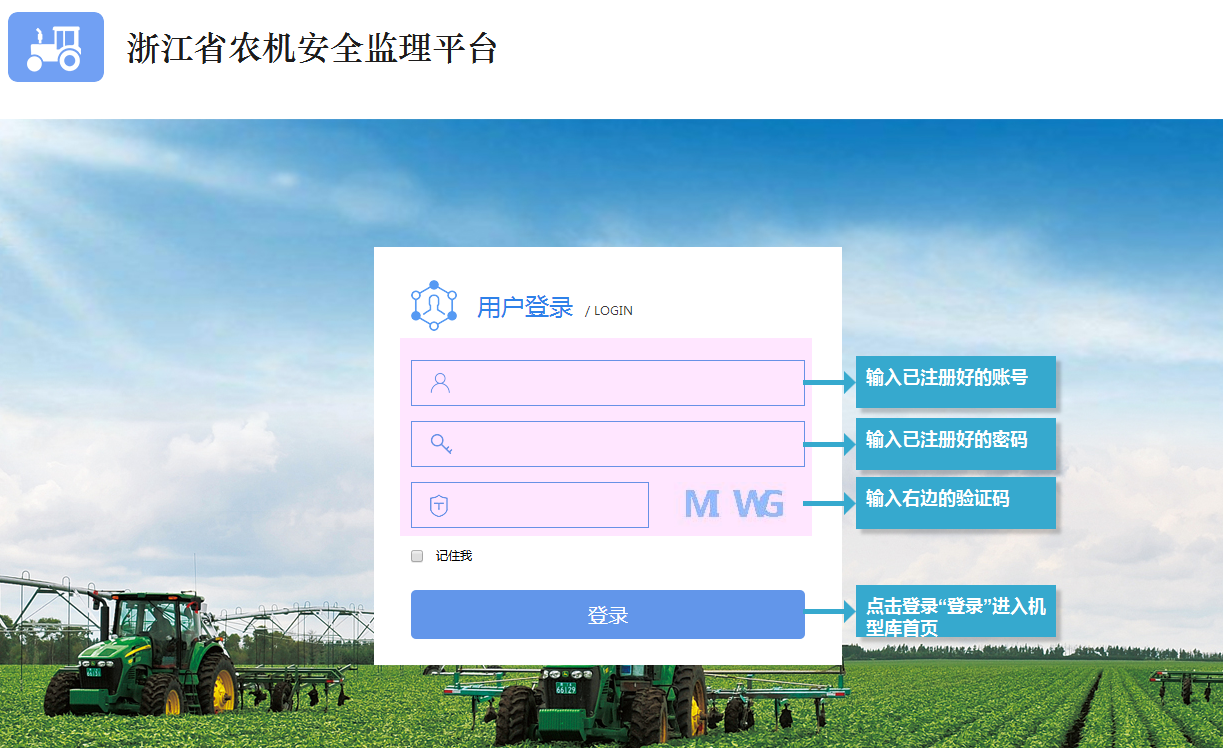 浙江省农机安全监理平台
用户登录 / LOGIN
输入已注册好的账号
输入已注册好的密码
M WG
输入右边的验证码
记住我
登录
点击登录“登录”进入机
型库首页
66129